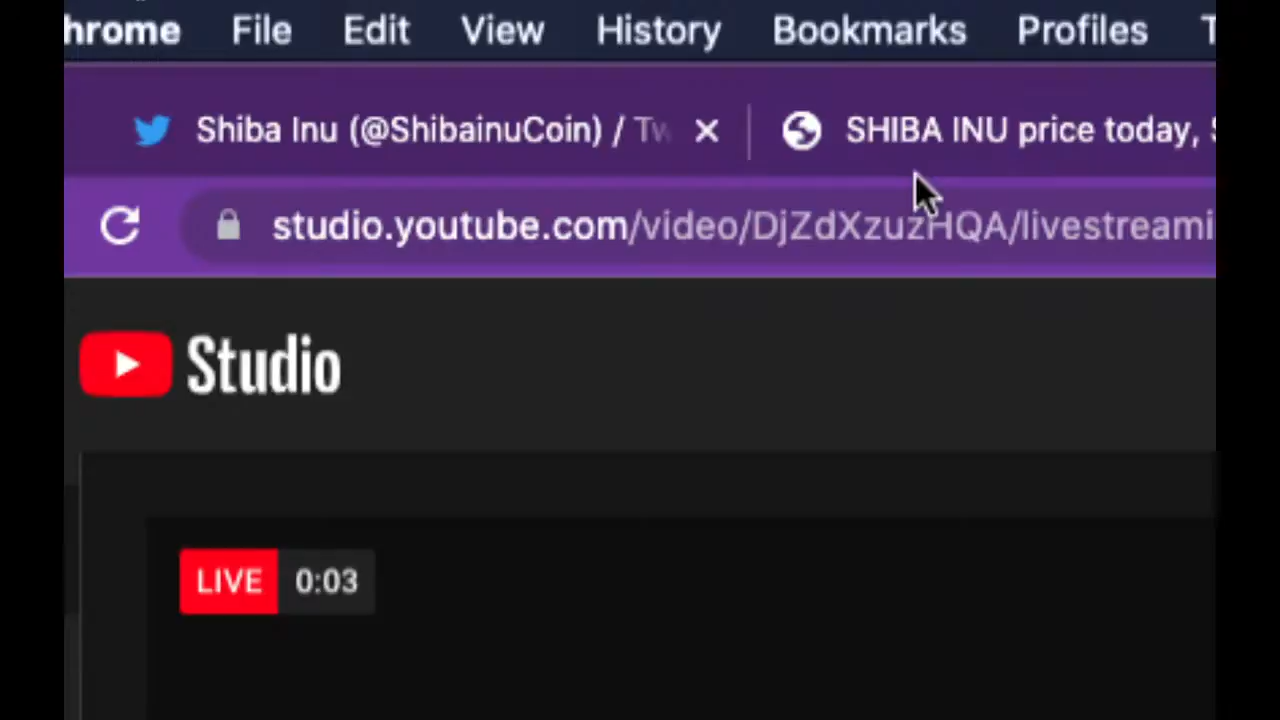 hrome File Edit View History Bookmarks Profiles T
Shiba Inu (@ShibainuCoin) / Tw SHIBA INU price today, S
studio.youtube.com/video/DjZdXzuzHQA/livestreami
Studio
LIVE 0:03